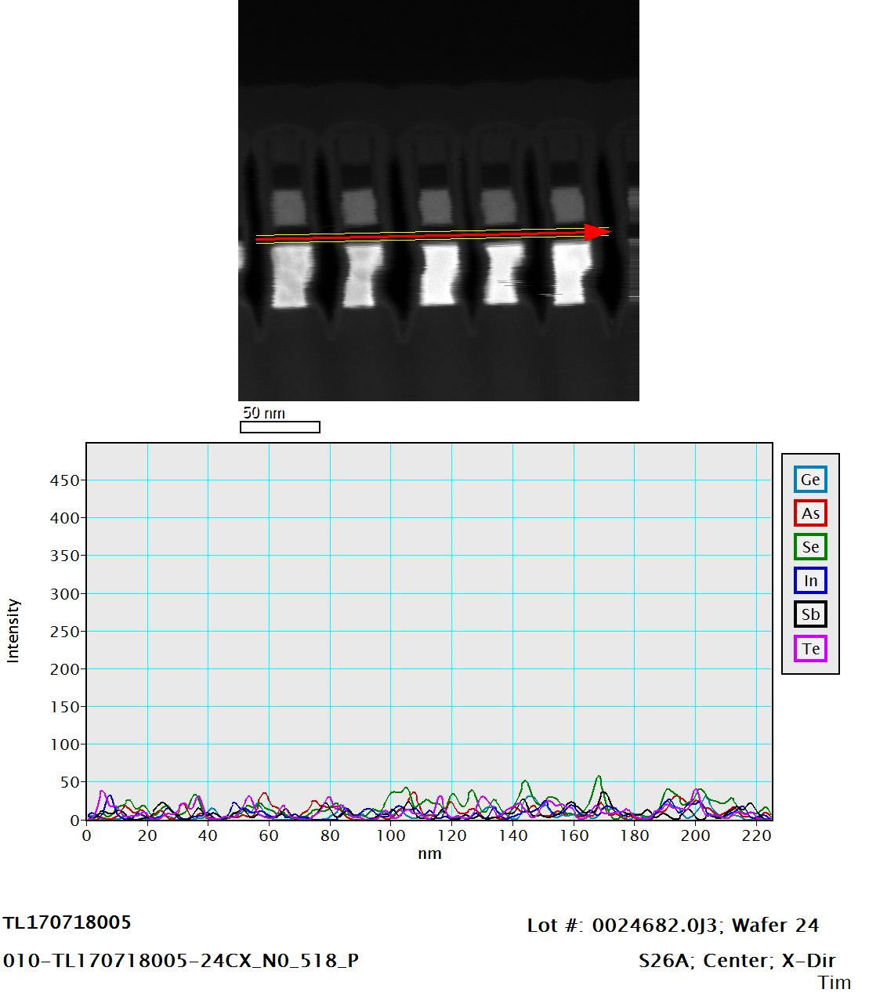 50 nm
Intensity
450
400
350
300
250
200
150
100
50
0
0 20 40 60 80 100 120 140 160 180 200 220
nm
Ge
As
Se
In
Sb
Te
TL170718005
Lot #: 0024682.0J3; Wafer 24
010-TL170718005-24CX_N0_518_P
S26A; Center; X-Dir
Tim